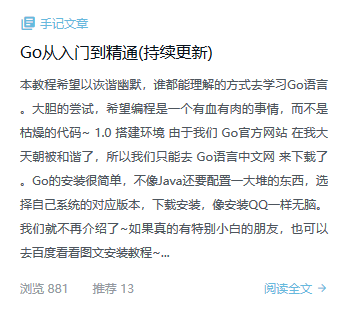 手记文章
Go从入门到精通(持续更新)
本教程希望以诙谐幽默，谁都能理解的方式去学习Go语言
。大胆的尝试，希望编程是一个有血有肉的事情，而不是
枯燥的代码~ 1.0 搭建环境 由于我们 Go官方网站 在我大
天朝被和谐了，所以我们只能去 Go语言中文网 来下载了
。Go的安装很简单，不像Java还要配置一大堆的东西，选
择自己系统的对应版本，下载安装，像安装QQ一样无脑。
我们就不再介绍了~如果真的有特别小白的朋友，也可以
去百度看看图文安装教程~...
浏览 881 推荐 13 阅读全文 →